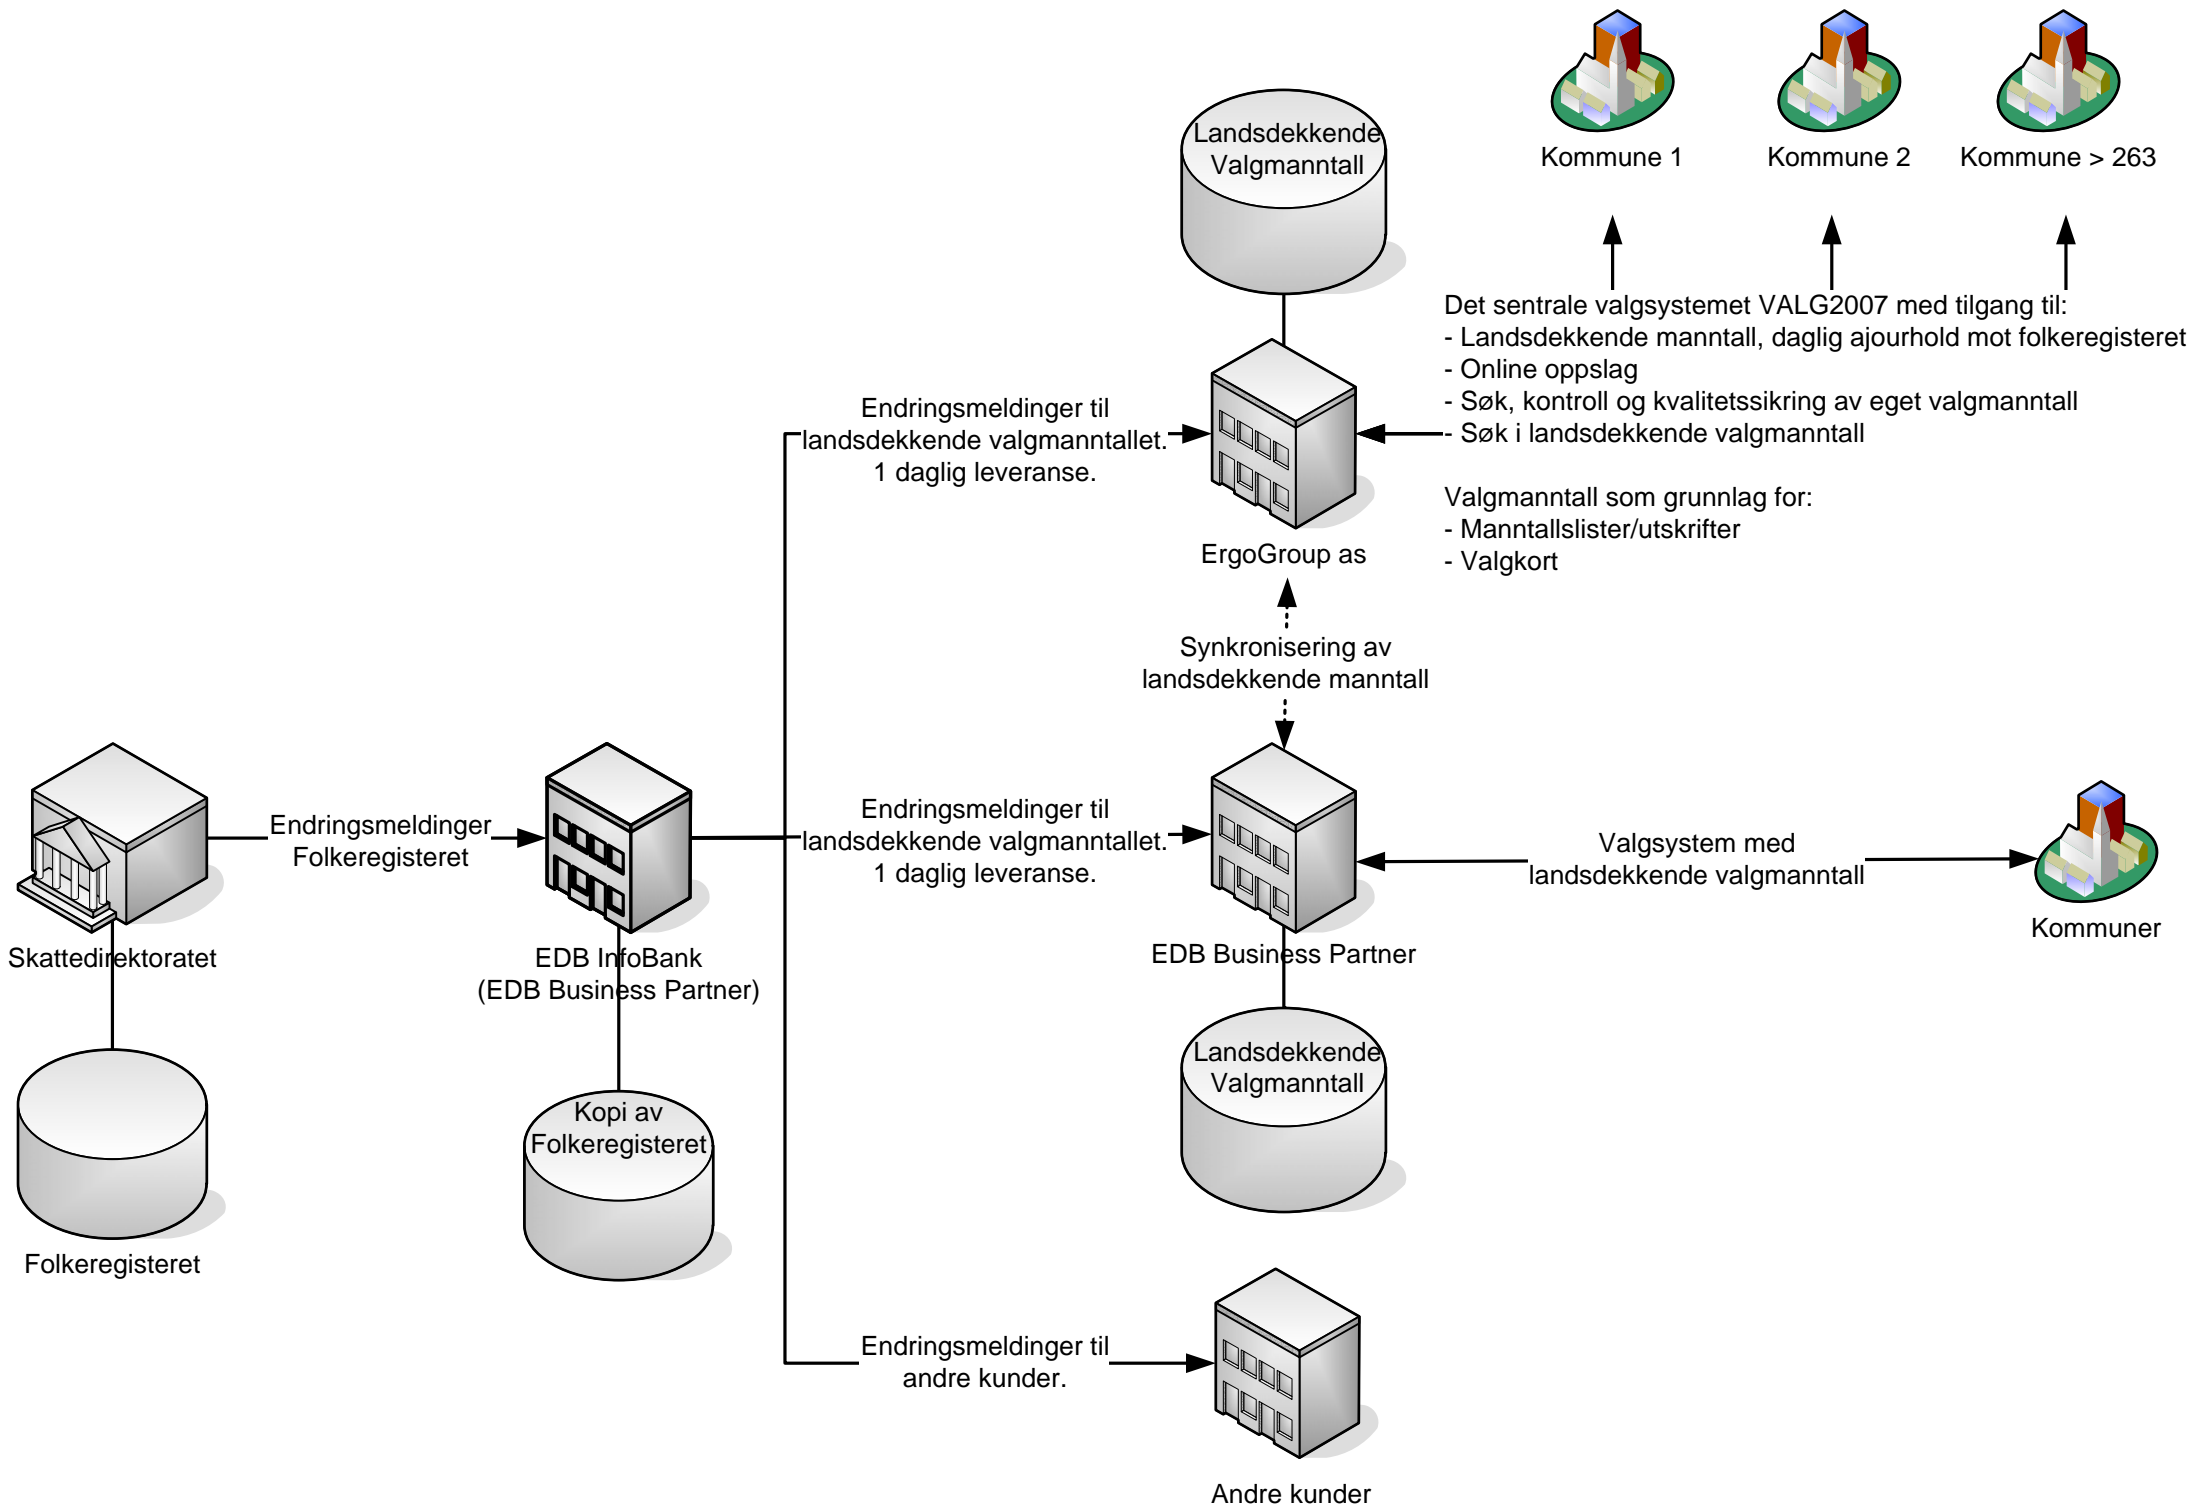 Landsdekkende
Valgmanntall
Kommune 1
Kommune 2
Kommune > 263
Det sentrale valgsystemet VALG2007 med tilgang til:
- Landsdekkende manntall, daglig ajourhold mot folkeregisteret
- Online oppslag
- Søk, kontroll og kvalitetssikring av eget valgmanntall
- Søk i landsdekkende valgmanntall
Valgmanntall som grunnlag for:
- Manntallslister/utskrifter
- Valgkort
Endringsmeldinger til
landsdekkende valgmanntallet.
1 daglig leveranse.
ErgoGroup as
Synkronisering av
landsdekkende manntall
Endringsmeldinger
Folkeregisteret
Endringsmeldinger til
landsdekkende valgmanntallet.
1 daglig leveranse.
Valgsystem med
landsdekkende valgmanntall
Kommuner
Skattedirektoratet
EDB InfoBank
(EDB Business Partner)
EDB Business Partner
Landsdekkende
Valgmanntall
Kopi av
Folkeregisteret
Folkeregisteret
Endringsmeldinger til
andre kunder.
Andre kunder